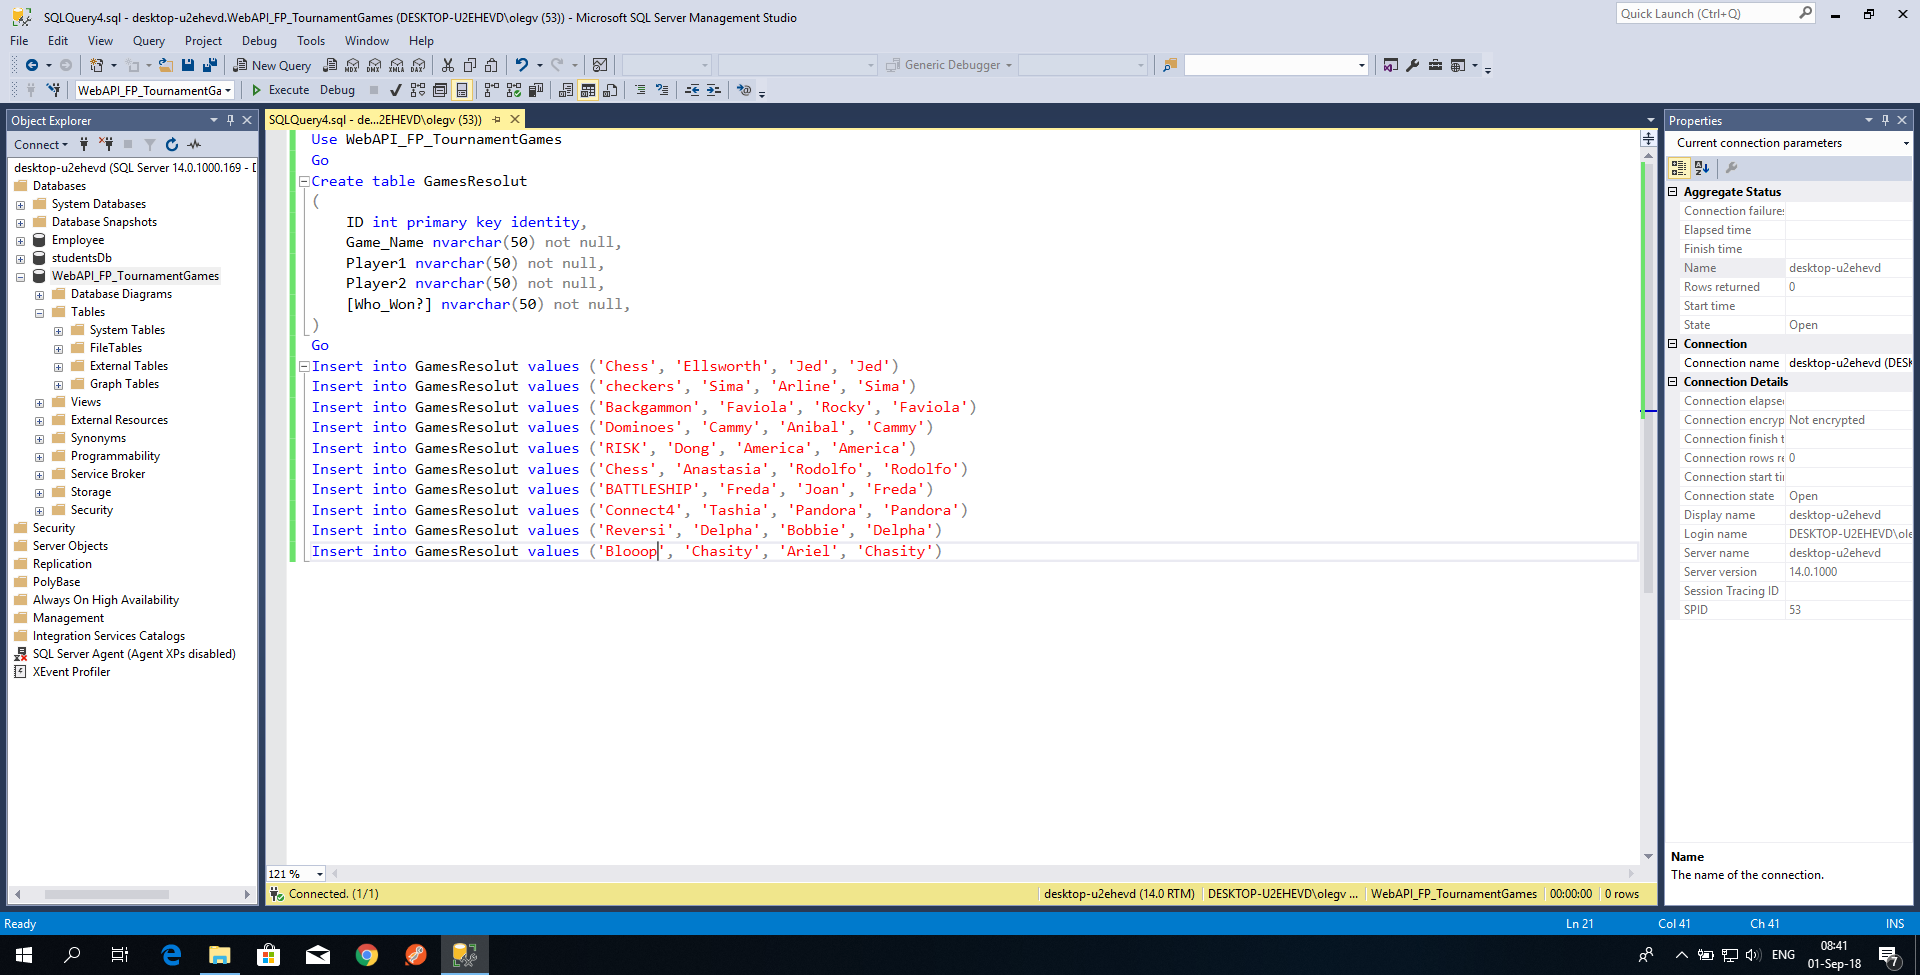 SQLQuery4.sql - desktop-u2ehevd.WebAPI_FP_TournamentGames (DESKTOP-U2EHEVD\olegv (53)) - Microsoft SQL Server Management Studio
Quick Launch (Ctrl+Q)
File Edit View Query Project Debug Tools Window Help
New Query MDX DMX XMLA DAX Generic Debugger
WebAPI_FP_TournamentGa Execute Debug
Object Explorer
Connect
desktop-u2ehevd (SQL Server 14.0.1000.169 - D
Databases
System Databases
Database Snapshots
Employee
studentsDb
WebAPI_FP_TournamentGames
Database Diagrams
Tables
System Tables
FileTables
External Tables
Graph Tables
Views
External Resources
Synonyms
Programmability
Service Broker
Storage
Security
Security
Server Objects
Replication
PolyBase
Always On High Availability
Management
Integration Services Catalogs
SQL Server Agent (Agent XPs disabled)
XEvent Profiler
SQLQuery4.sql - de...2EHEVD\olegv (53))
Use WebAPI_FP_TournamentGames
Go
Create table GamesResolut
(
ID int primary key identity,
Game_Name nvarchar(50) not null,
Player1 nvarchar(50) not null,
Player2 nvarchar(50) not null,
[Who_Won?] nvarchar(50) not null,
)
Go
Insert into GamesResolut values ('Chess', 'Ellsworth', 'Jed', 'Jed')
Insert into GamesResolut values ('checkers', 'Sima', 'Arline', 'Sima')
Insert into GamesResolut values ('Backgammon', 'Faviola', 'Rocky', 'Faviola')
Insert into GamesResolut values ('Dominoes', 'Cammy', 'Anibal', 'Cammy')
Insert into GamesResolut values ('RISK', 'Dong', 'America', 'America')
Insert into GamesResolut values ('Chess', 'Anastasia', 'Rodolfo', 'Rodolfo')
Insert into GamesResolut values ('BATTLESHIP', 'Freda', 'Joan', 'Freda')
Insert into GamesResolut values ('Connect4', 'Tashia', 'Pandora', 'Pandora')
Insert into GamesResolut values ('Reversi', 'Delpha', 'Bobbie', 'Delpha')
Insert into GamesResolut values ('Blooop', 'Chasity', 'Ariel', 'Chasity')
121 %
Connected. (1/1) desktop-u2ehevd (14.0 RTM) DESKTOP-U2EHEVD\olegv ... WebAPI_FP_TournamentGames 00:00:00 0 rows
Properties
Current connection parameters
Aggregate Status
Connection failures
Elapsed time
Finish time
Name desktop-u2ehevd
Rows returned 0
Start time
State Open
Connection
Connection name desktop-u2ehevd (DESK
Connection Details
Connection elapse
Connection encryp Not encrypted
Connection finish t
Connection rows re 0
Connection start ti
Connection state Open
Display name desktop-u2ehevd
Login name DESKTOP-U2EHEVD\ole
Server name desktop-u2ehevd
Server version 14.0.1000
Session Tracing ID
SPID 53
Name
The name of the connection.
Ready Ln 21 Col 41 Ch 41 INS
ENG 08:41
01-Sep-18
7